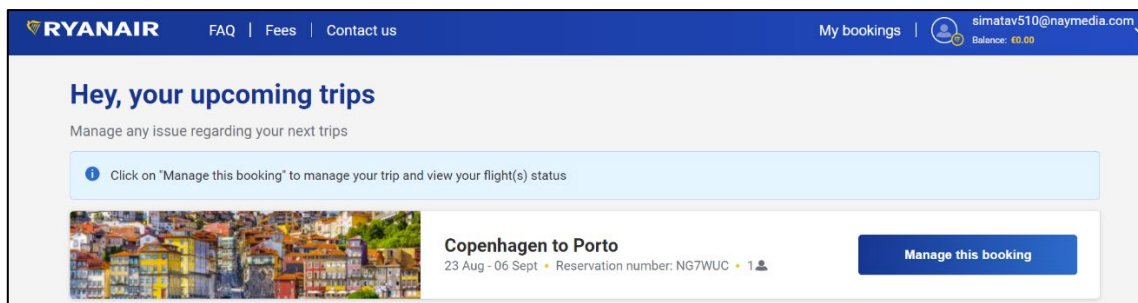 RYANAIR FAQ | Fees | Contact us My bookings | simatav510@naymedia.com
Balance: €0.00
Hey, your upcoming trips
Manage any issue regarding your next trips
Click on "Manage this booking" to manage your trip and view your flight(s) status
Copenhagen to Porto
23 Aug - 06 Sept • Reservation number: NG7WUC • 1
Manage this booking